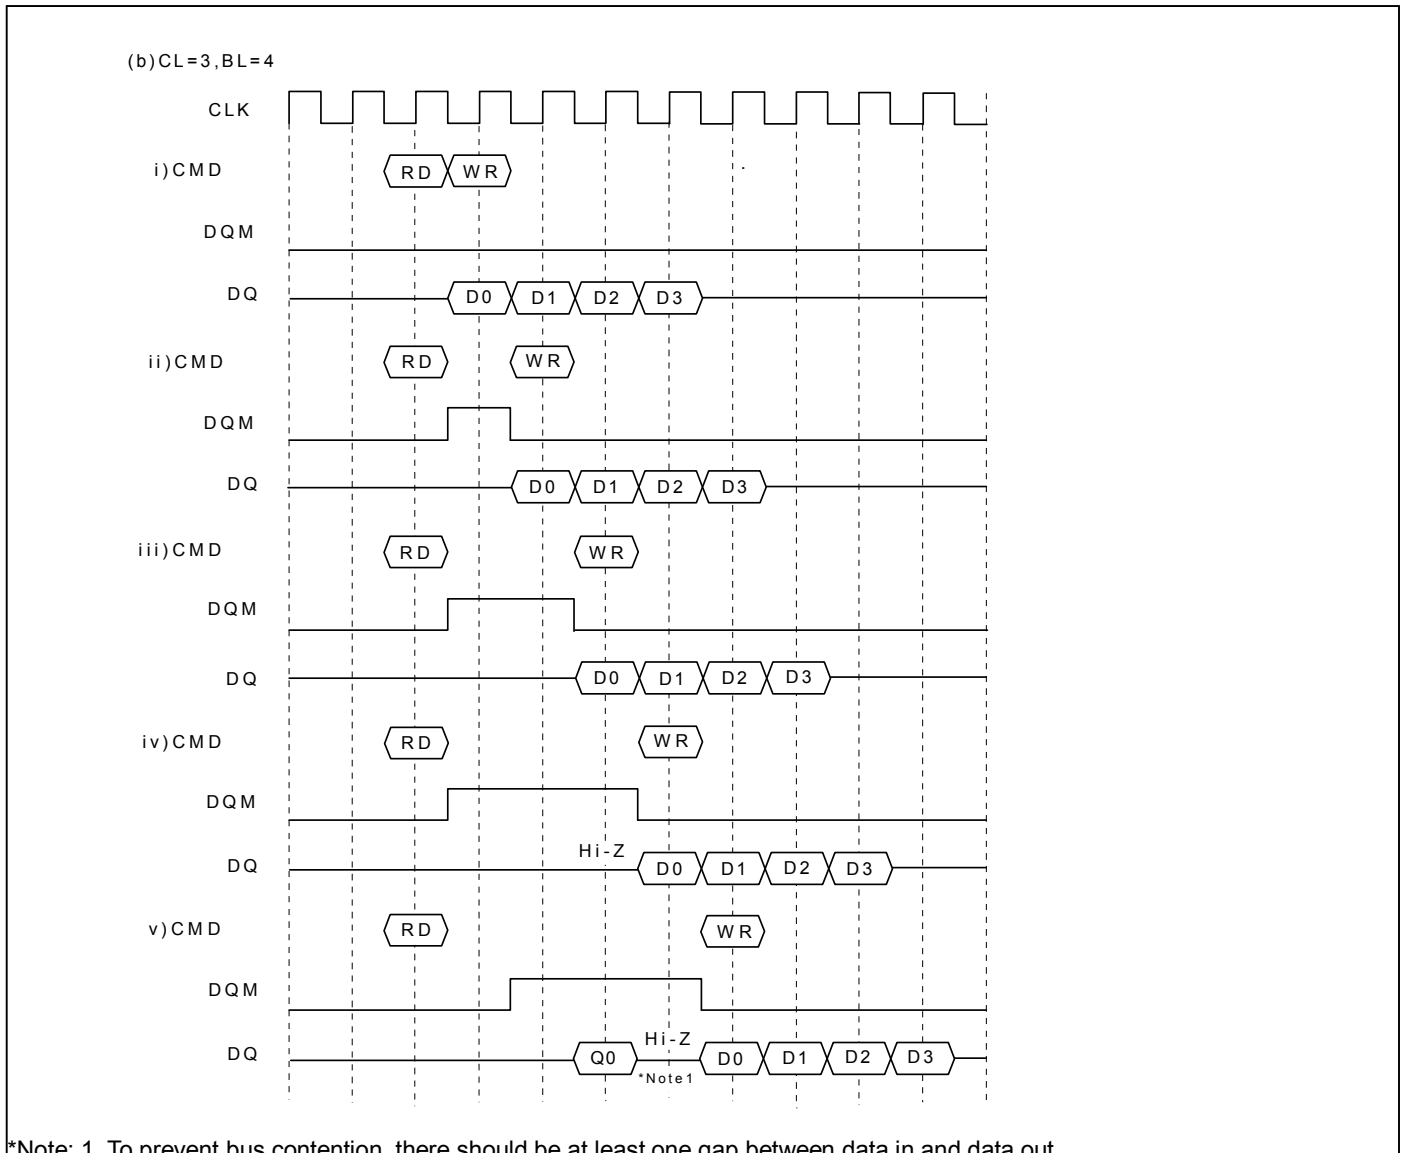 (b)CL=3,BL=4
CLK
i)CMD RD WR
DQM
DQ D0 D1 D2 D3
ii)CMD RD WR
DQM
DQ D0 D1 D2 D3
iii)CMD RD WR
DQM
DQ D0 D1 D2 D3
iv)CMD RD WR
DQM
Hi-Z
DQ D0 D1 D2 D3
v)CMD RD WR
DQM
Hi-Z
DQ Q0 D0 D1 D2 D3
*Note1
*Note: 1. To prevent bus contention, there should be at least one gap between data in and data out.